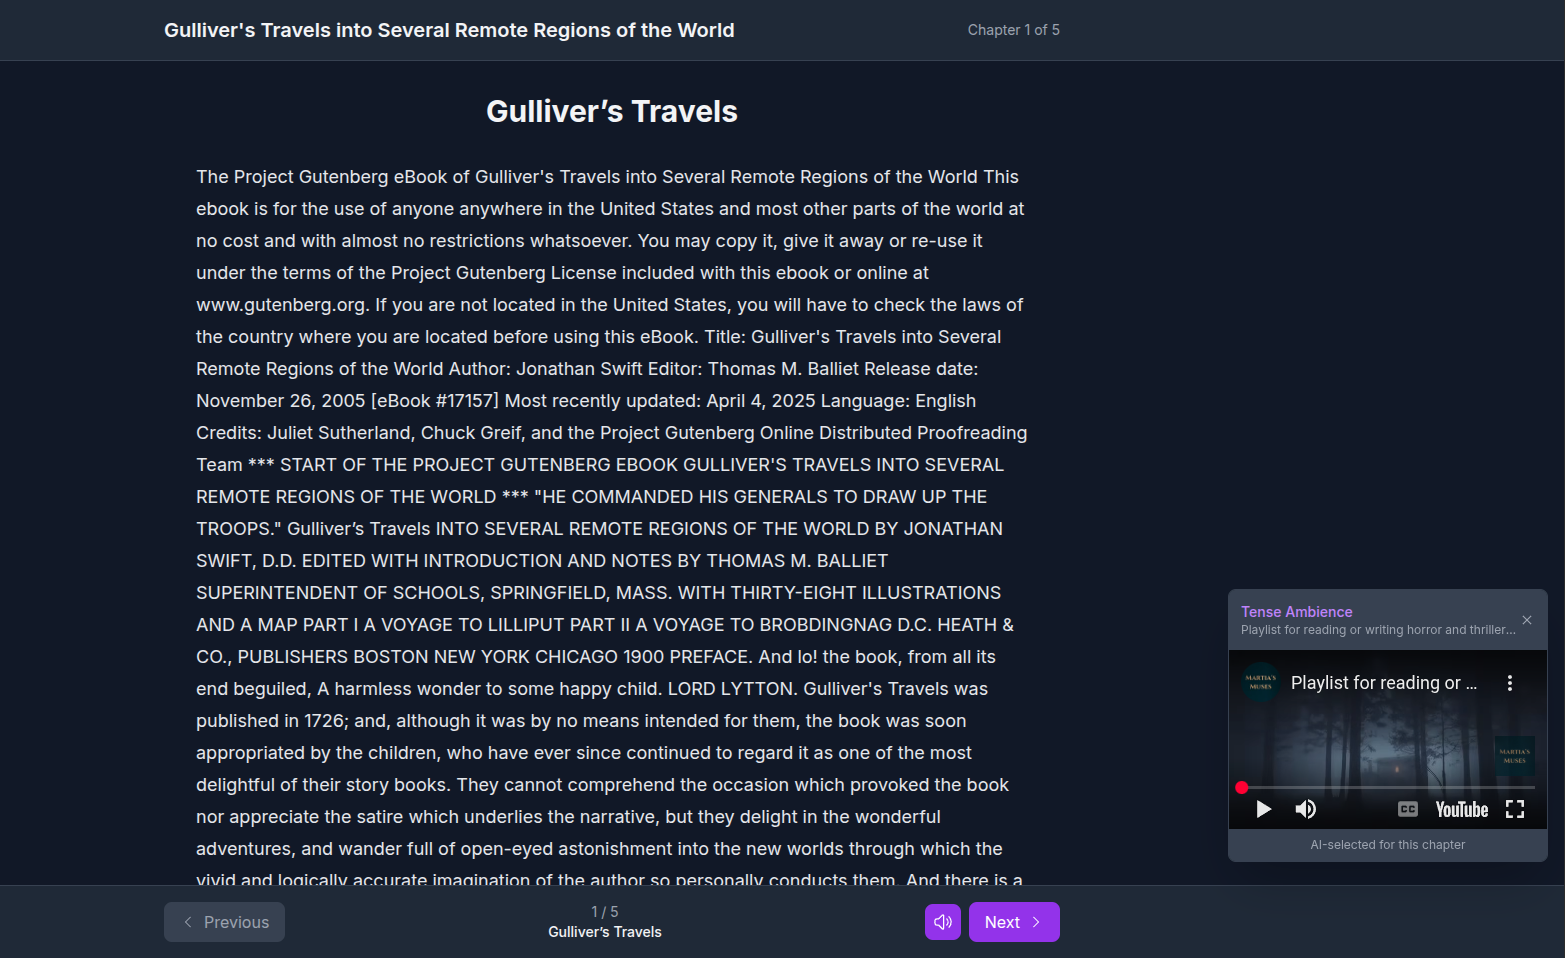 Gulliver's Travels into Several Remote Regions of the World
Chapter 1 of 5
Gulliver’s Travels
The Project Gutenberg eBook of Gulliver's Travels into Several Remote Regions of the World This
ebook is for the use of anyone anywhere in the United States and most other parts of the world at
no cost and with almost no restrictions whatsoever. You may copy it, give it away or re-use it
under the terms of the Project Gutenberg License included with this ebook or online at
www.gutenberg.org. If you are not located in the United States, you will have to check the laws of
the country where you are located before using this eBook. Title: Gulliver's Travels into Several
Remote Regions of the World Author: Jonathan Swift Editor: Thomas M. Balliet Release date:
November 26, 2005 [eBook #17157] Most recently updated: April 4, 2025 Language: English
Credits: Juliet Sutherland, Chuck Greif, and the Project Gutenberg Online Distributed Proofreading
Team *** START OF THE PROJECT GUTENBERG EBOOK GULLIVER'S TRAVELS INTO SEVERAL
REMOTE REGIONS OF THE WORLD *** "HE COMMANDED HIS GENERALS TO DRAW UP THE
TROOPS." Gulliver’s Travels INTO SEVERAL REMOTE REGIONS OF THE WORLD BY JONATHAN
SWIFT, D.D. EDITED WITH INTRODUCTION AND NOTES BY THOMAS M. BALLIET
SUPERINTENDENT OF SCHOOLS, SPRINGFIELD, MASS. WITH THIRTY-EIGHT ILLUSTRATIONS
AND A MAP PART I A VOYAGE TO LILLIPUT PART II A VOYAGE TO BROBDINGNAG D.C. HEATH &
CO., PUBLISHERS BOSTON NEW YORK CHICAGO 1900 PREFACE. And lo! the book, from all its
end beguiled, A harmless wonder to some happy child. LORD LYTTON. Gulliver's Travels was
published in 1726; and, although it was by no means intended for them, the book was soon
appropriated by the children, who have ever since continued to regard it as one of the most
delightful of their story books. They cannot comprehend the occasion which provoked the book
nor appreciate the satire which underlies the narrative, but they delight in the wonderful
adventures, and wander full of open-eyed astonishment into the new worlds through which the
vivid and logically accurate imagination of the author so personally conducts them. And there is a
Tense Ambience
Playlist for reading or writing horror and thriller...
MARTIA'S
MUSES
Playlist for reading or ...
MARTIA'S
MUSES
CC
YouTube
AI-selected for this chapter
Previous
1 / 5
Gulliver’s Travels
Next